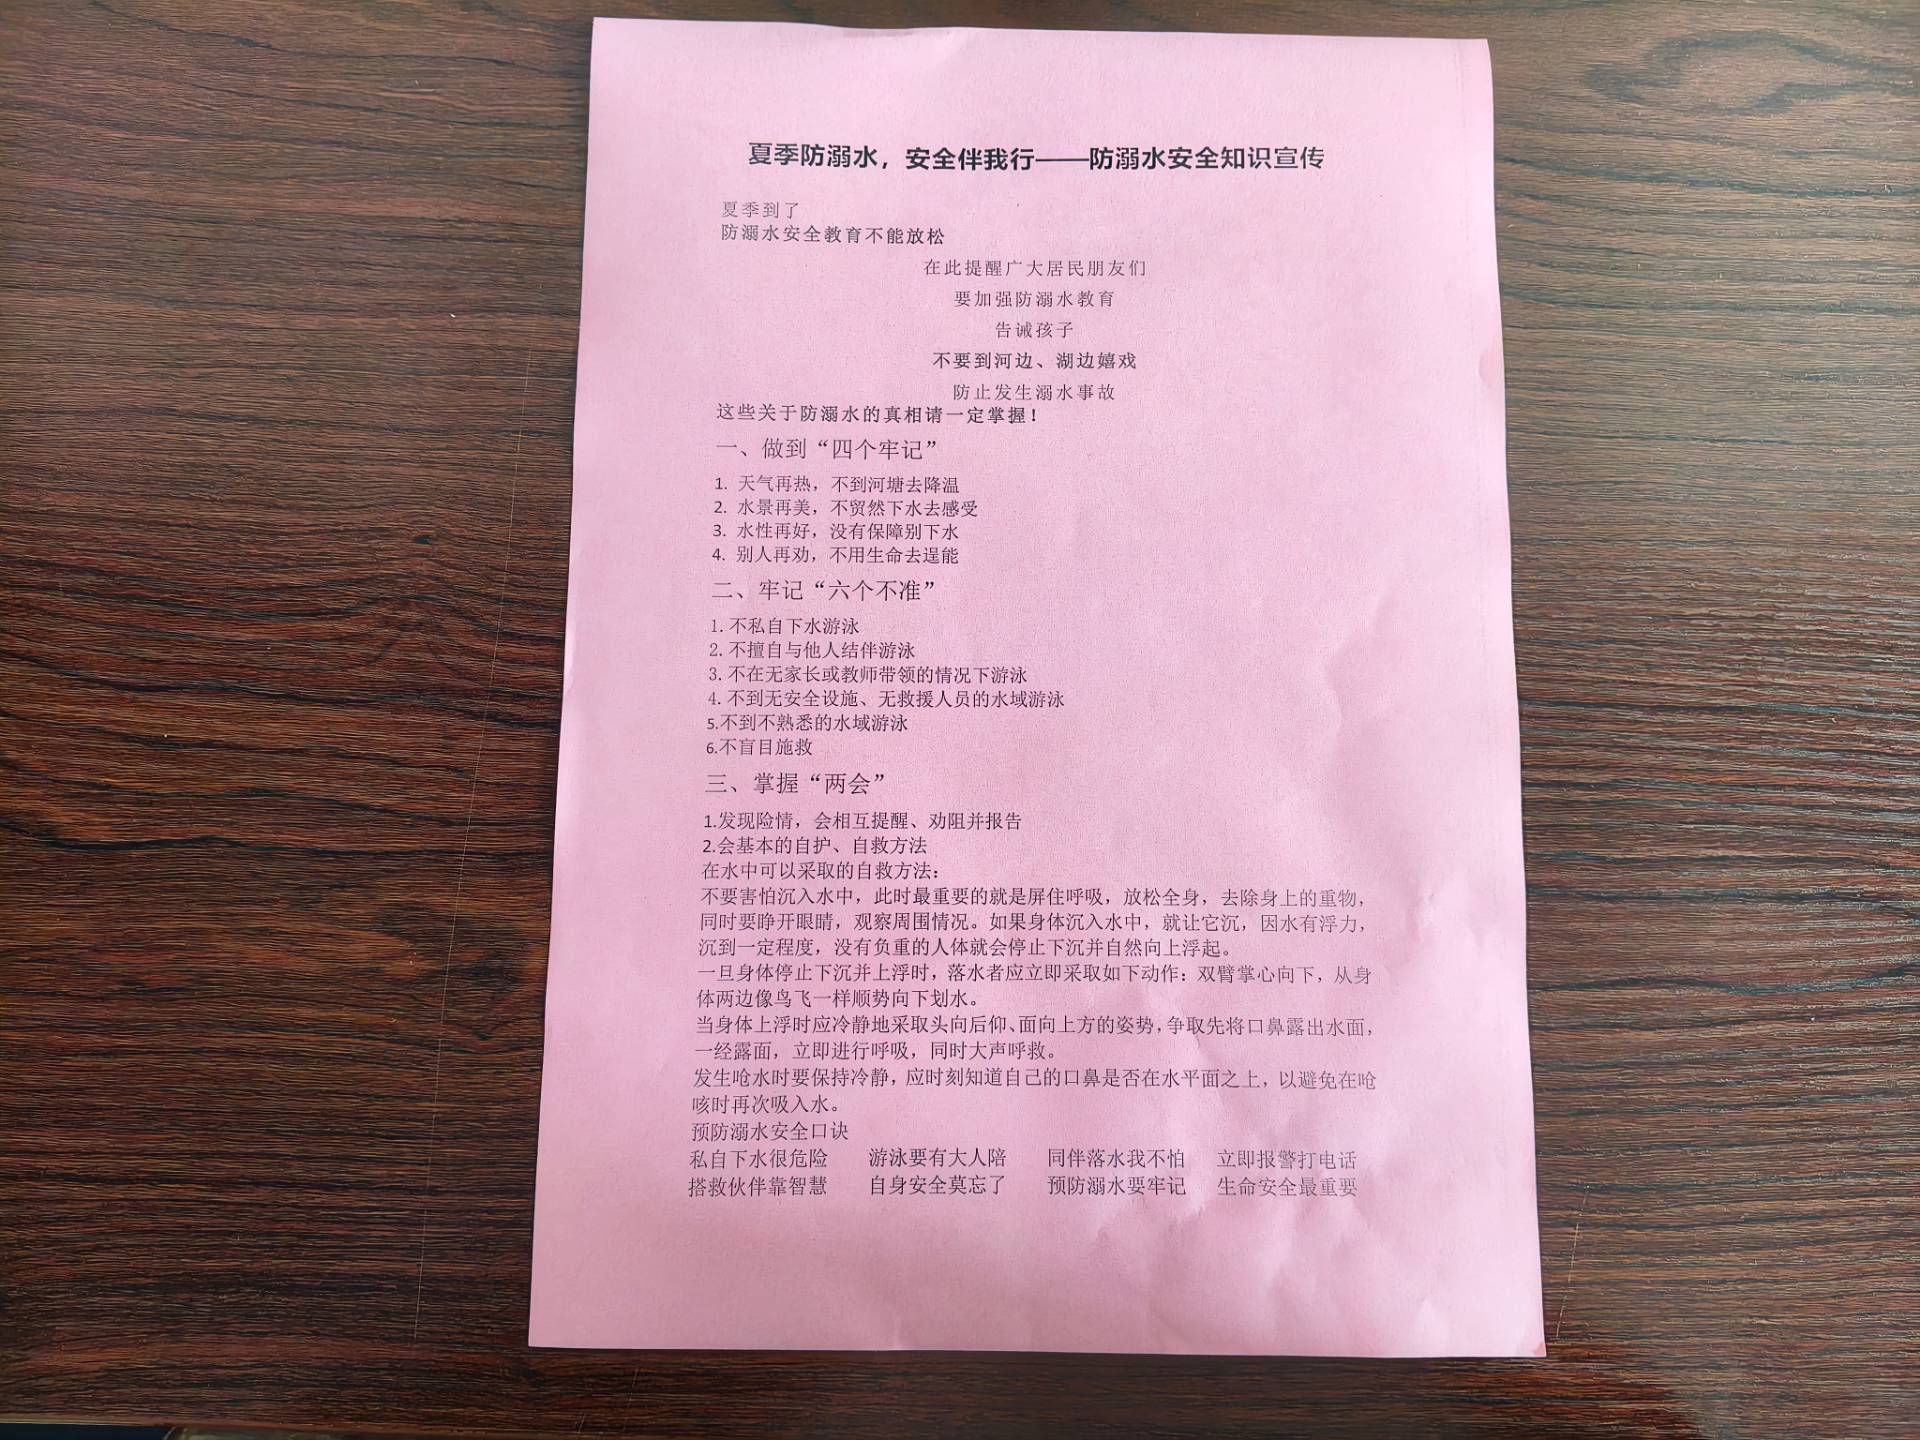 夏季防溺水，安全伴我行——防溺水安全知识宣传
夏季到了
防溺水安全教育不能放松
在此提醒广大居民朋友们
要加强防溺水教育
告诫孩子
不要到河边、湖边嬉戏
防止发生溺水事故
这些关于防溺水的真相请一定掌握！
一、做到“四个牢记”
1. 天气再热，不到河塘去降温
2. 水景再美，不贸然下水去感受
3. 水性再好，没有保障别下水
4. 别人再劝，不用生命去逞能
二、牢记“六个不准”
1. 不私自下水游泳
2. 不擅自与他人结伴游泳
3. 不在无家长或教师带领的情况下游泳
4. 不到无安全设施、无救援人员的水域游泳
5.不到不熟悉的水域游泳
6.不盲目施救
三、掌握“两会”
1.发现险情，会相互提醒、劝阻并报告
2.会基本的自护、自救方法
在水中可以采取的自救方法：
不要害怕沉入水中，此时最重要的就是屏住呼吸，放松全身，去除身上的重物，
同时要睁开眼睛，观察周围情况。如果身体沉入水中，就让它沉，因水有浮力，
沉到一定程度，没有负重的人体就会停止下沉并自然向上浮起。
一旦身体停止下沉并上浮时，落水者应立即采取如下动作：双臂掌心向下，从身
体两边像鸟飞一样顺势向下划水。
当身体上浮时应冷静地采取头向后仰、面向上方的姿势，争取先将口鼻露出水面，
一经露面，立即进行呼吸，同时大声呼救。
发生呛水时要保持冷静，应时刻知道自己的口鼻是否在水平面之上，以避免在呛
咳时再次吸入水。
预防溺水安全口诀
私自下水很危险 游泳要有大人陪 同伴落水我不怕 立即报警打电话
搭救伙伴靠智慧 自身安全莫忘了 预防溺水要牢记 生命安全最重要